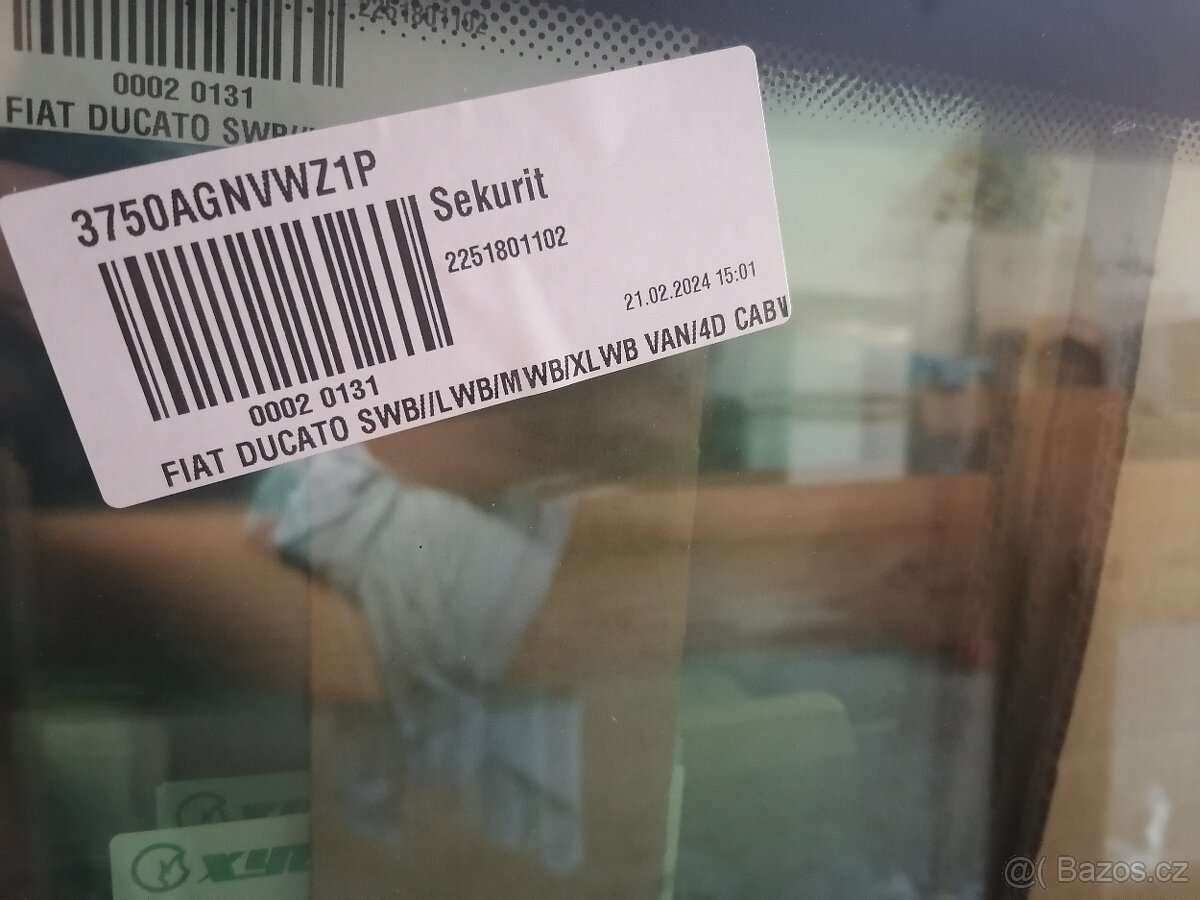 2251801102
0002 0131
FIAT DUCATO SWB//
3750AGNVWZ1P
Sekurit
2251801102
21.02.2024 15:01
0002 0131
FIAT DUCATO SWB//LWB/MWB/XLWB VAN/4D CABV
XYG
@( Bazos.cz